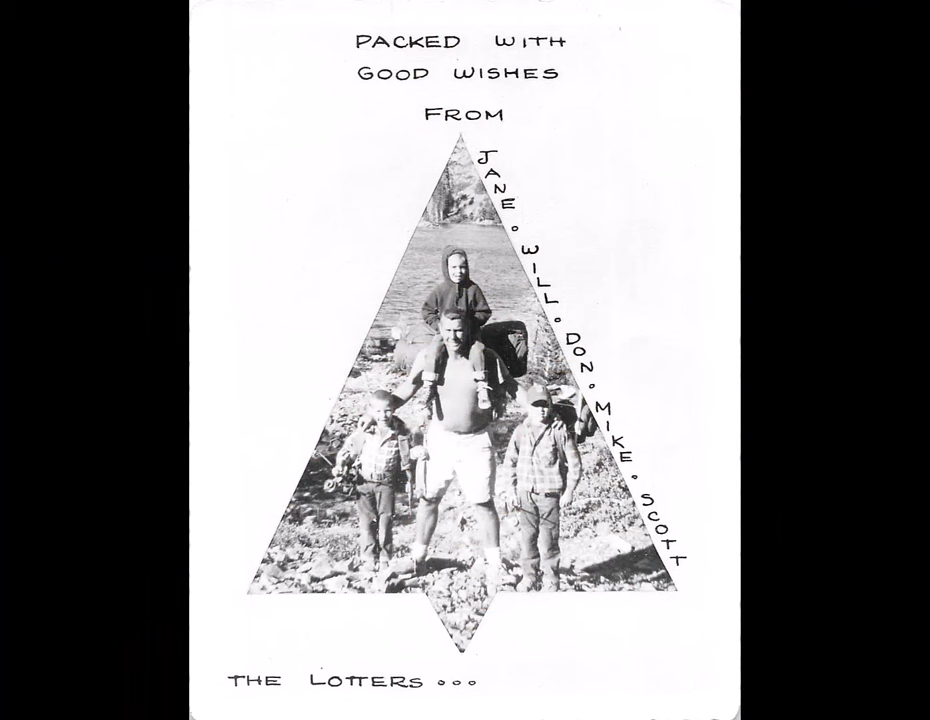 PACKED WITH
GOOD WISHES
FROM
JANE • WILL • DON • MIKE • SCOTT
THE LOTTERS...